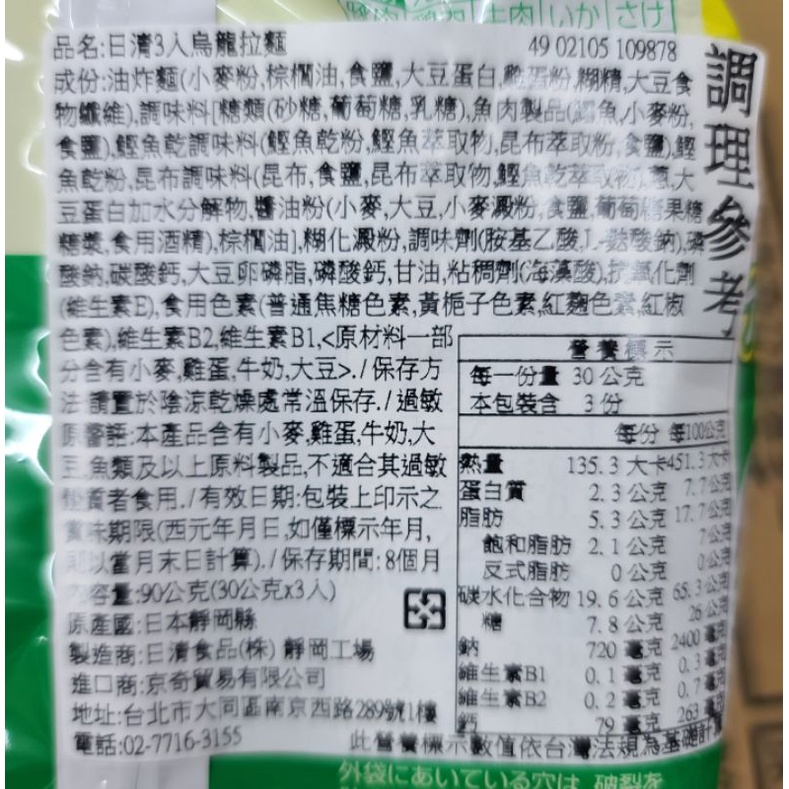 豚肉 牛肉 いか さけ
品名:日清3入烏龍拉麵 49 02105 109878
調理參考
成份:油炸麵(小麥粉,棕櫚油,食鹽,大豆蛋白,雞蛋粉,糊精,大豆食
物纖維),調味料[糖類(砂糖,葡萄糖,乳糖),魚肉製品(鱈魚,小麥粉,
食鹽),鰹魚乾調味料(鰹魚乾粉,鰹魚萃取物,昆布萃取粉,食鹽),鰹
魚乾粉,昆布調味料(昆布,食鹽,昆布萃取物,鰹魚乾萃取物),蔥,大
豆蛋白加水分解物,醬油粉(小麥,大豆,小麥澱粉,食鹽,葡萄糖果糖
糖漿,食用酒精),棕櫚油],糊化澱粉,調味劑(胺基乙酸,L-麩酸鈉),磷
酸鈉,碳酸鈣,大豆卵磷脂,磷酸鈣,甘油,粘稠劑(海藻酸),抗氧化劑
(維生素E),食用色素(普通焦糖色素,黃梔子色素,紅麴色素,紅椒
色素),維生素B2,維生素B1,<原材料一部
分含有小麥,雞蛋,牛奶,大豆>./保存方
法:請置於陰涼乾燥處常溫保存./過敏
原警語:本產品含有小麥,雞蛋,牛奶,大
豆,魚類及以上原料製品,不適合其過敏
體質者食用./有效日期:包裝上印示之
賞味期限(西元年月日,如僅標示年月,
可以當月末日計算)./保存期間:8個月
內容量:90公克(30公克x3入)
原產國:日本靜岡縣
製造商:日清食品(株) 靜岡工場
進口商:京奇貿易有限公司
地址:台北市大同區南京西路289號1樓
電話:02-7716-3155
營養標示
每一份量 30公克
本包裝含 3份
每份 每100公克
熱量 135.3大卡 451.3大卡
蛋白質 2.3公克 7.7公克
脂肪 5.3公克 17.7公克
飽和脂肪 2.1公克 7公克
反式脂肪 0公克 0公克
碳水化合物 19.6公克 65.3公克
糖 7.8公克 26公克
鈉 720毫克 2400毫克
維生素B1 0.1毫克 0.3毫克
維生素B2 0.2毫克 0.7毫克
鈣 79毫克 263毫克
此營養標示數值依台灣法規為基礎計算
外袋にあいている穴は、破裂を